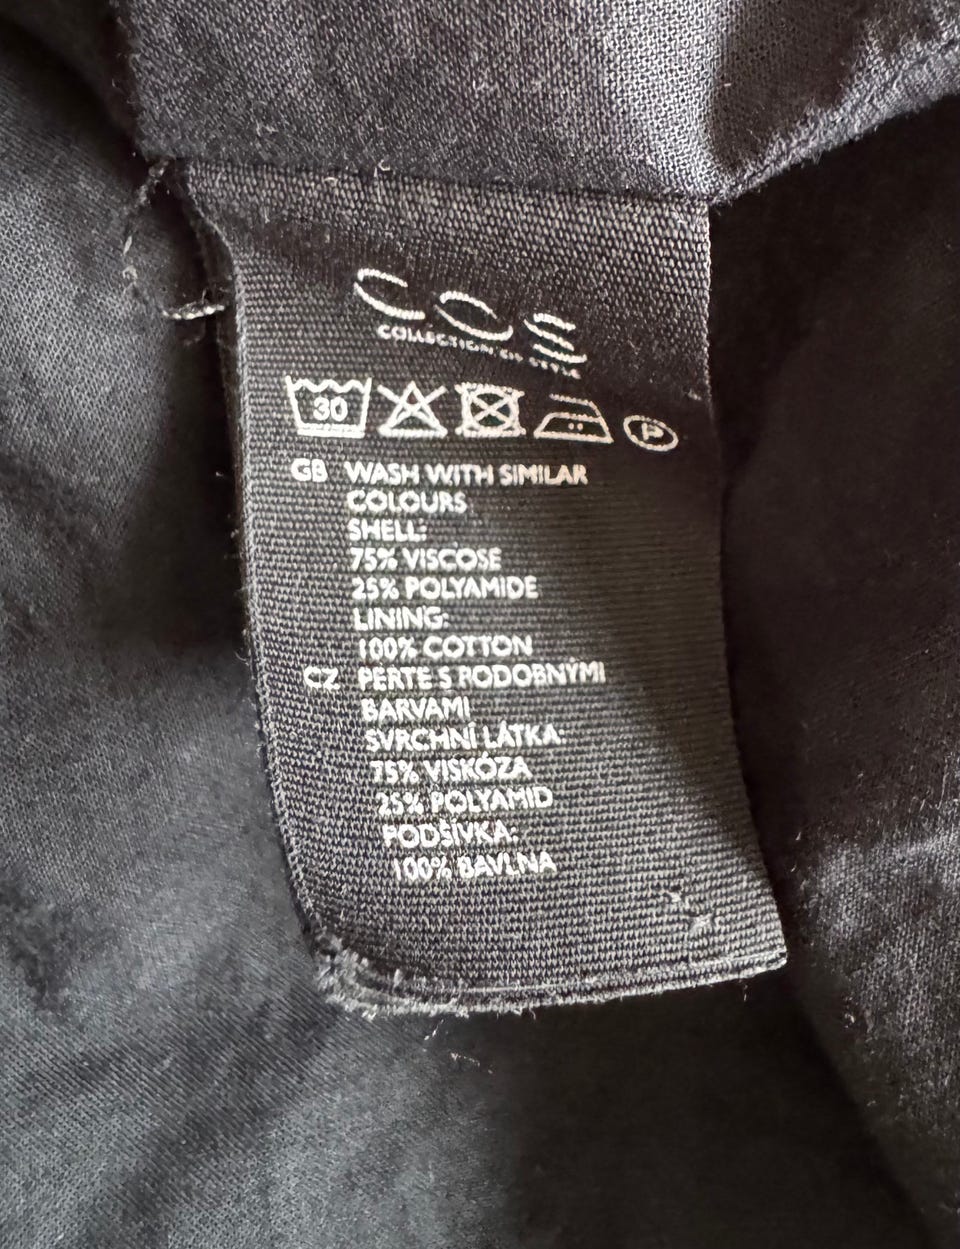 COS
COLLECTION OF STYLE
30 P
GB WASH WITH SIMILAR
COLOURS
SHELL:
75% VISCOSE
25% POLYAMIDE
LINING:
100% COTTON
CZ PERTE S PODOBNÝMI
BARVAMI
SVRCHNÍ LÁTKA:
75% VISKÓZA
25% POLYAMID
PODŠÍVKA:
100% BAVLNA